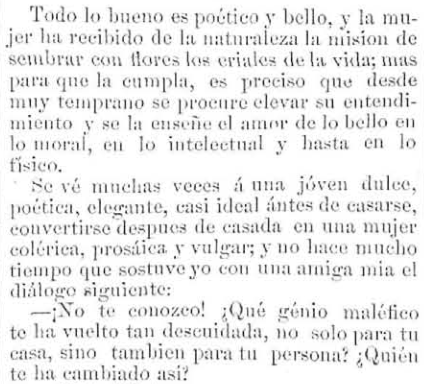 Todo lo bueno es poético y bello, y la mu-
jer ha recibido de la naturaleza la mision de
sembrar con flores los eriales de la vida; mas
para que la cumpla, es preciso que desde
muy temprano se procure elevar su entendi-
miento y se la enseñe el amor de lo bello en
lo moral, en lo intelectual y hasta en lo
físico.
Se vé muchas veces á una jóven dulce,
poética, elegante, casi ideal ántes de casarse,
convertirse despues de casada en una mujer
colérica, prosáica y vulgar; y no hace mucho
tiempo que sostuve yo con una amiga mia el
diálogo siguiente:
—¡No te conozco! ¿Qué génio maléfico
te ha vuelto tan descuidada, no solo para tu
casa, sino tambien para tu persona? ¿Quién
te ha cambiado asi?